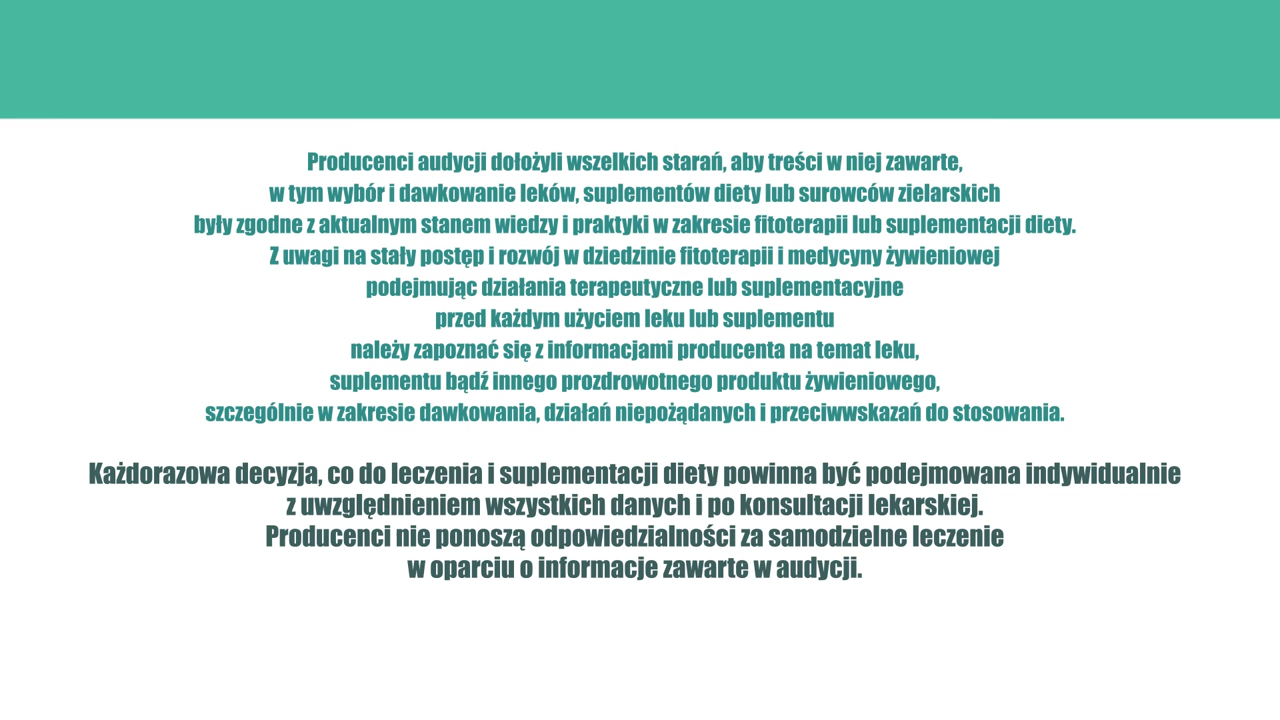 Producenci audycji dołożyli wszelkich starań, aby treści w niej zawarte,
w tym wybór i dawkowanie leków, suplementów diety lub surowców zielarskich
były zgodne z aktualnym stanem wiedzy i praktyki w zakresie fitoterapii lub suplementacji diety.
Z uwagi na stały postęp i rozwój w dziedzinie fitoterapii i medycyny żywieniowej
podejmując działania terapeutyczne lub suplementacyjne
przed każdym użyciem leku lub suplementu
należy zapoznać się z informacjami producenta na temat leku,
suplementu bądź innego prozdrowotnego produktu żywieniowego,
szczególnie w zakresie dawkowania, działań niepożądanych i przeciwwskazań do stosowania.
Każdorazowa decyzja, co do leczenia i suplementacji diety powinna być podejmowana indywidualnie
z uwzględnieniem wszystkich danych i po konsultacji lekarskiej.
Producenci nie ponoszą odpowiedzialności za samodzielne leczenie
w oparciu o informacje zawarte w audycji.